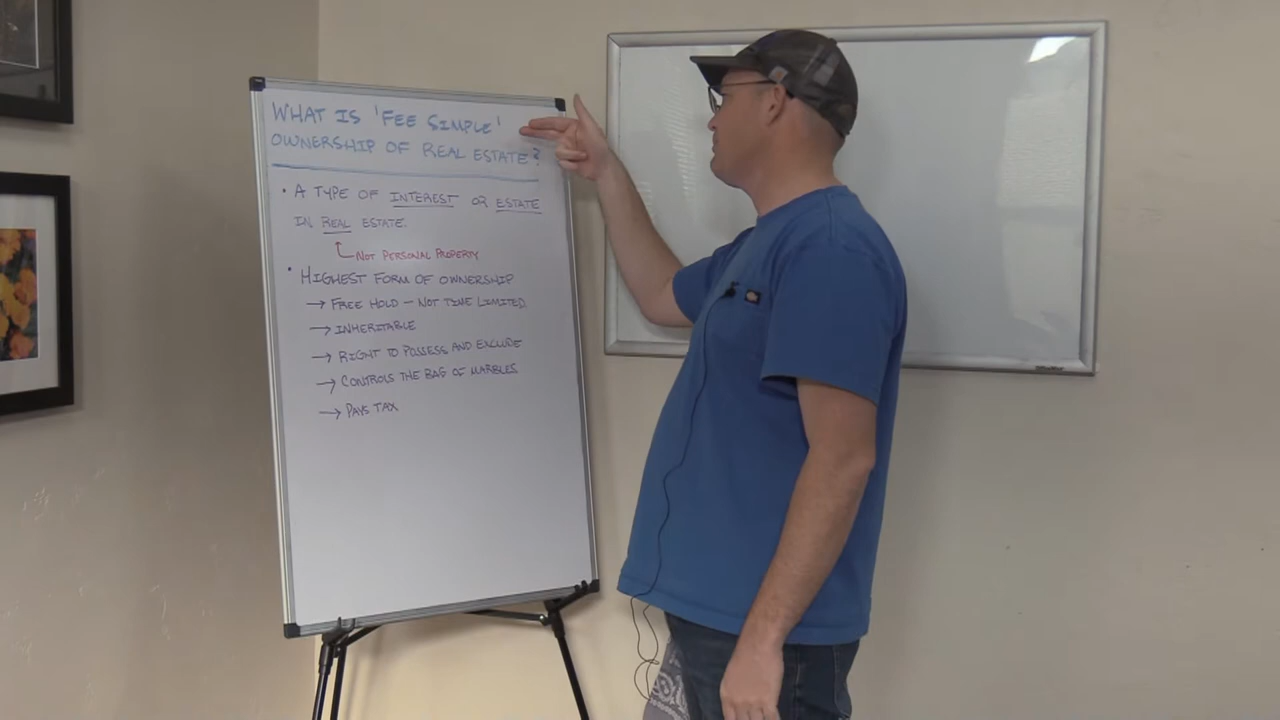 WHAT IS 'FEE SIMPLE'
OWNERSHIP OF REAL ESTATE?
• A TYPE OF INTEREST OR ESTATE
IN REAL ESTATE.
NOT PERSONAL PROPERTY
• HIGHEST FORM OF OWNERSHIP
→ FREE HOLD - NOT TIME LIMITED.
→ INHERITABLE
→ RIGHT TO POSSESS AND EXCLUDE
→ CONTROLS THE BAG OF MARBLES
→ PAYS TAX